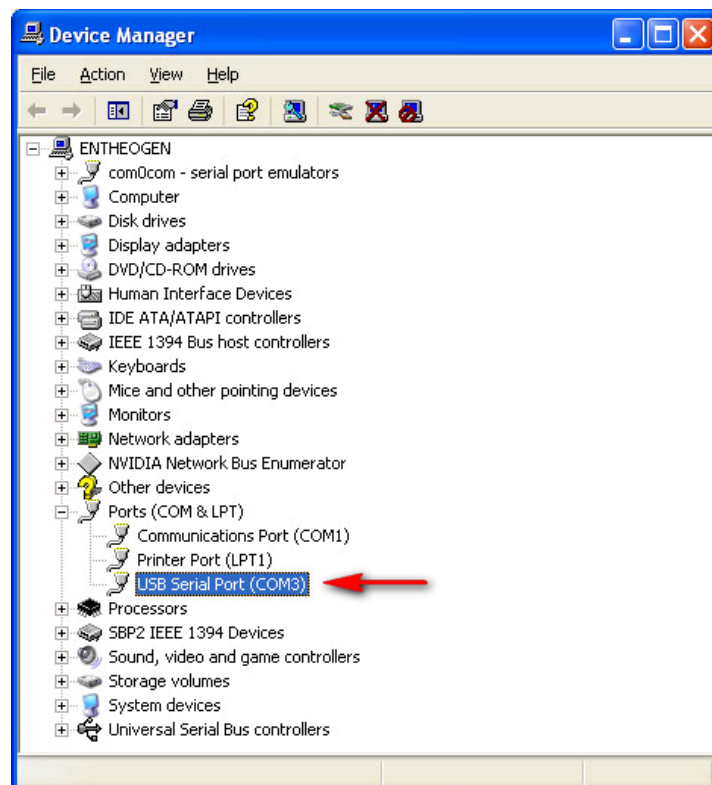 Device Manager
File Action View Help
ENTHEOGEN
com0com - serial port emulators
Computer
Disk drives
Display adapters
DVD/CD-ROM drives
Human Interface Devices
IDE ATA/ATAPI controllers
IEEE 1394 Bus host controllers
Keyboards
Mice and other pointing devices
Monitors
Network adapters
NVIDIA Network Bus Enumerator
Other devices
Ports (COM & LPT)
Communications Port (COM1)
Printer Port (LPT1)
USB Serial Port (COM3)
Processors
SBP2 IEEE 1394 Devices
Sound, video and game controllers
Storage volumes
System devices
Universal Serial Bus controllers